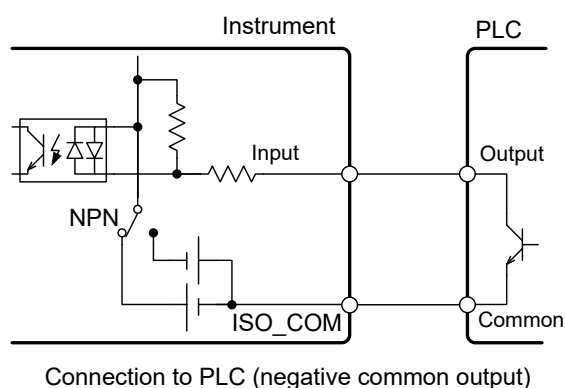 Instrument
PLC
Input
Output
NPN
ISO_COM
Common
Connection to PLC (negative common output)